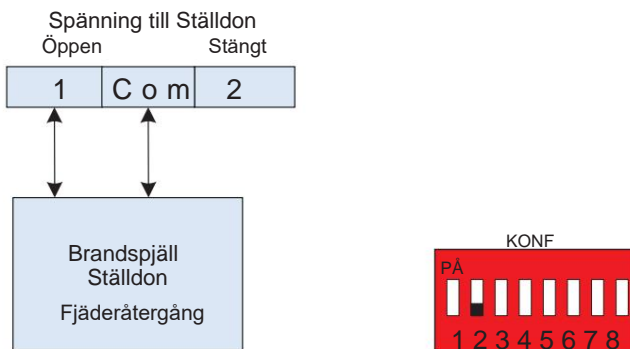 Spänning till Ställdon
Öppen Stängt
1 Com 2
Brandspjäll
Ställdon
Fjäderåtergång
KONF
PÅ
1 2 3 4 5 6 7 8